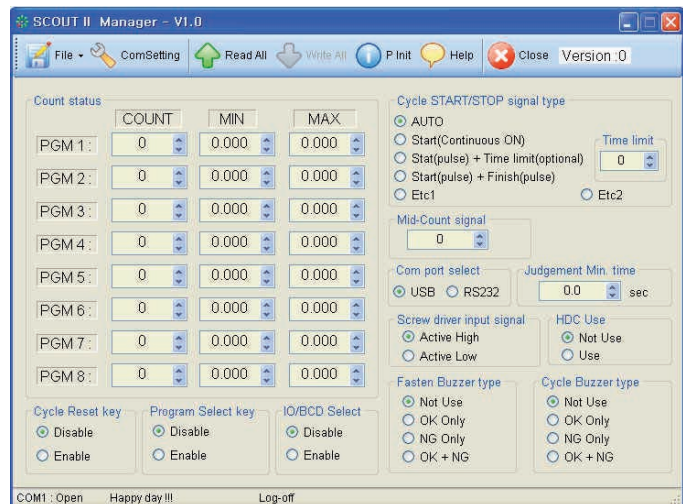 SCOUT II Manager - V1.0
File ComSetting Read All Write All P Init Help Close Version :0
Count status
COUNT MIN MAX
PGM 1 : 0 0.000 0.000
PGM 2 : 0 0.000 0.000
PGM 3 : 0 0.000 0.000
PGM 4 : 0 0.000 0.000
PGM 5 : 0 0.000 0.000
PGM 6 : 0 0.000 0.000
PGM 7 : 0 0.000 0.000
PGM 8 : 0 0.000 0.000
Cycle Reset key
Disable
Enable
Program Select key
Disable
Enable
IO/BCD Select
Disable
Enable
Cycle START/STOP signal type
AUTO
Start(Continuous ON)
Stat(pulse) + Time limit(optional)
Start(pulse) + Finish(pulse)
Etc1 Etc2
Time limit
0
Mid-Count signal
0
Com port select
USB RS232
Judgement Min. time
0.0 sec
Screw driver input signal
Active High
Active Low
HDC Use
Not Use
Use
Fasten Buzzer type
Not Use
OK Only
NG Only
OK + NG
Cycle Buzzer type
Not Use
OK Only
NG Only
OK + NG
COM1 : Open Happy day !!! Log-off